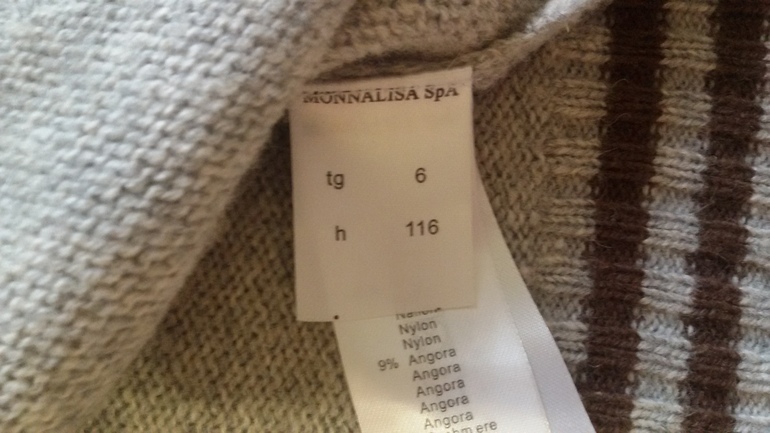 MONNALISA SpA
tg 6
h 116
Nylon
Nylon
9% Angora
Angora
Angora
Angora
Angora